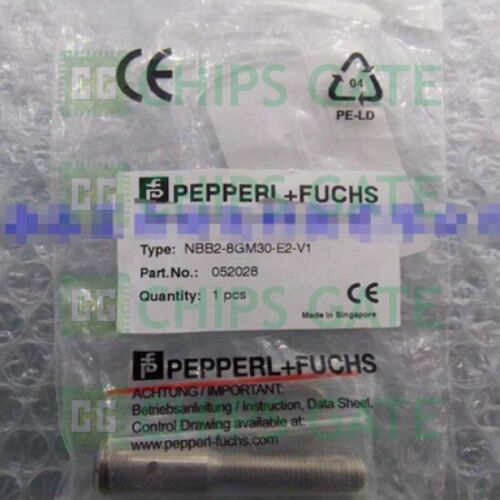 CE
04
PE-LD
CHIPS GATE
PEPPERL+FUCHS
Type: NBB2-8GM30-E2-V1
Part.No.: 052028
Quantity: 1 pcs
CE
Made in Singapore
PEPPERL+FUCHS
ACHTUNG / IMPORTANT:
Betriebsanleitung / instruction, Data Sheet,
Control Drawing available at
www.pepperl-fuchs.com